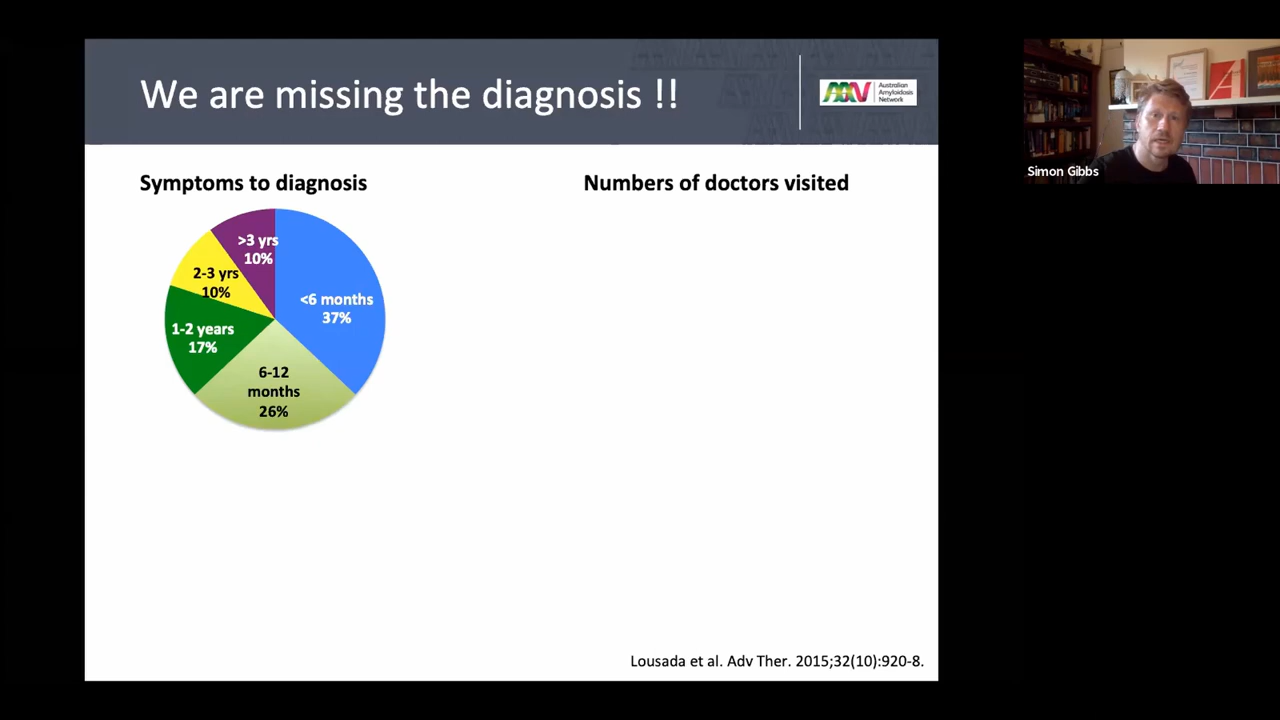 We are missing the diagnosis !!
AAN
Australian
Amyloidosis
Network
Simon Gibbs
Symptoms to diagnosis
Numbers of doctors visited
>3 yrs
10%
2-3 yrs
10%
<6 months
37%
1-2 years
17%
6-12
months
26%
Lousada et al. Adv Ther. 2015;32(10):920-8.